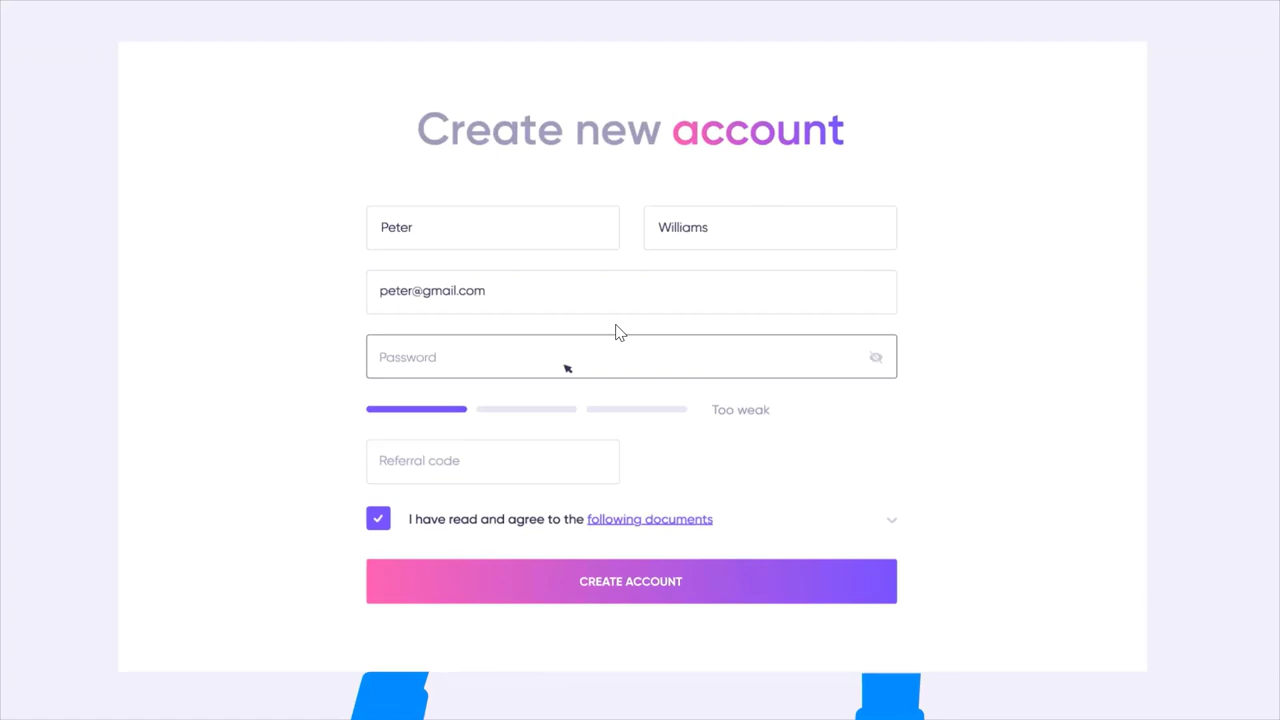 Create new account
Peter
Williams
peter@gmail.com
Password
Too weak
Referral code
I have read and agree to the following documents
CREATE ACCOUNT